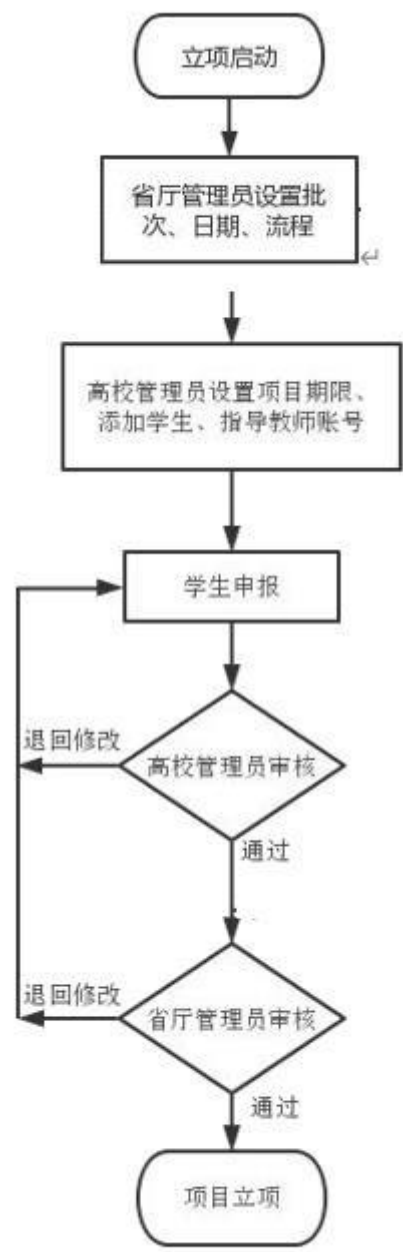 立项启动
省厅管理员设置批
次、日期、流程
高校管理员设置项目期限、
添加学生、指导教师账号
学生申报
退回修改
高校管理员审核
通过
退回修改
省厅管理员审核
通过
项目立项